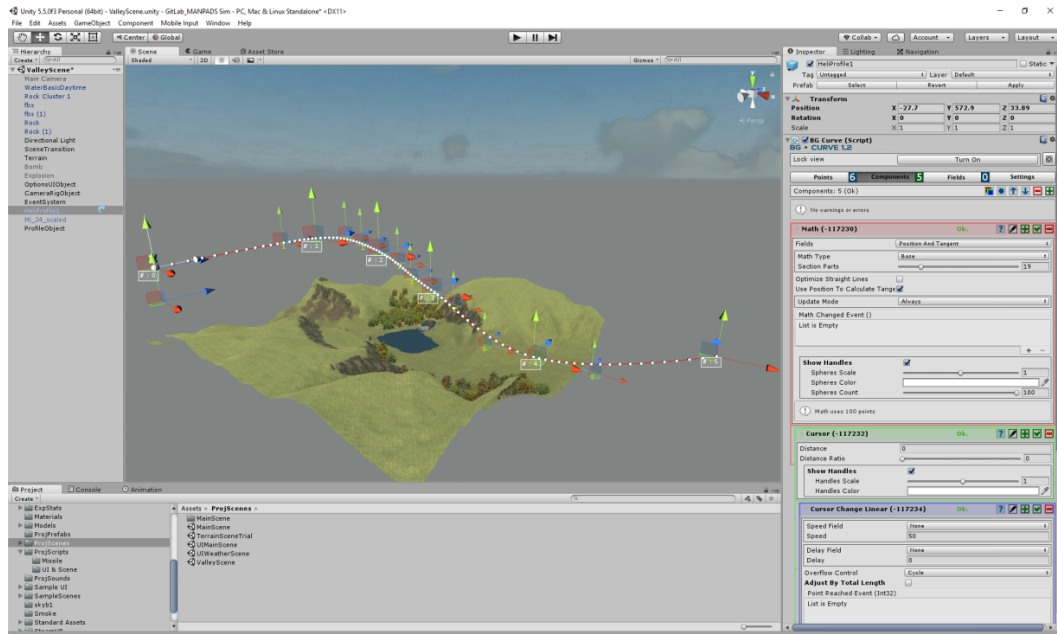 Unity 5.5.0f3 Personal (64bit) - ValleyScene.unity - GitLab_MANPADS Sim - PC, Mac & Linux Standalone* <DX11>
File Edit Assets GameObject Component Mobile Input Window Help
Center Global Collab Account Layers Layout
Hierarchy
Create
All
ValleyScene*
Main Camera
WaterBasicDaytime
Rock Cluster 1
fbx
fbx (1)
Rock
Rock (1)
Directional Light
SceneTransition
Terrain
Bomb
Explosion
OptionsUIObject
CameraRigObject
EventSystem
HeliProfile1
Mi_24_scaled
ProfileObject
Scene Game Asset Store
Shaded 2D Gizmos All
y
Persp
# : 0
# : 1
# : 2
# : 3
# : 4
# : 5
Inspector Lighting Navigation
HeliProfile1 Static
Tag Untagged Layer Default
Prefab Select Revert Apply
Transform
Position X -27.7 Y 572.9 Z 33.89
Rotation X 0 Y 0 Z 0
Scale X 1 Y 1 Z 1
BG Curve (Script)
BG CURVE 1.2
Lock view Turn On
Points 6 Components 5 Fields 0 Settings
Components: 5 (Ok)
No warnings or errors
Math (-117230) Ok.
Fields Position And Tangent
Math Type Base
Section Parts 19
Optimize Straight Lines
Use Position To Calculate Tange
Update Mode Always
Math Changed Event ()
List is Empty
Show Handles
Spheres Scale 1
Spheres Color
Spheres Count 100
Math uses 100 points
Cursor (-117232) Ok.
Distance 0
Distance Ratio 0
Show Handles
Handles Scale 1
Handles Color
Cursor Change Linear (-117234) Ok.
Speed Field None
Speed 50
Delay Field None
Delay 0
Overflow Control Cycle
Adjust By Total Length
Point Reached Event (Int32)
List is Empty
Project Console Animation
Create
ExpStats
Materials
Models
ProjPrefabs
ProjScenes
ProjScripts
Missile
UI & Scene
ProjSounds
Sample UI
SampleScenes
skyb1
Smoke
Standard Assets
Assets ProjScenes
MainScene
MainScene
TerrainSceneTrial
UIMainScene
UIWeatherScene
ValleyScene